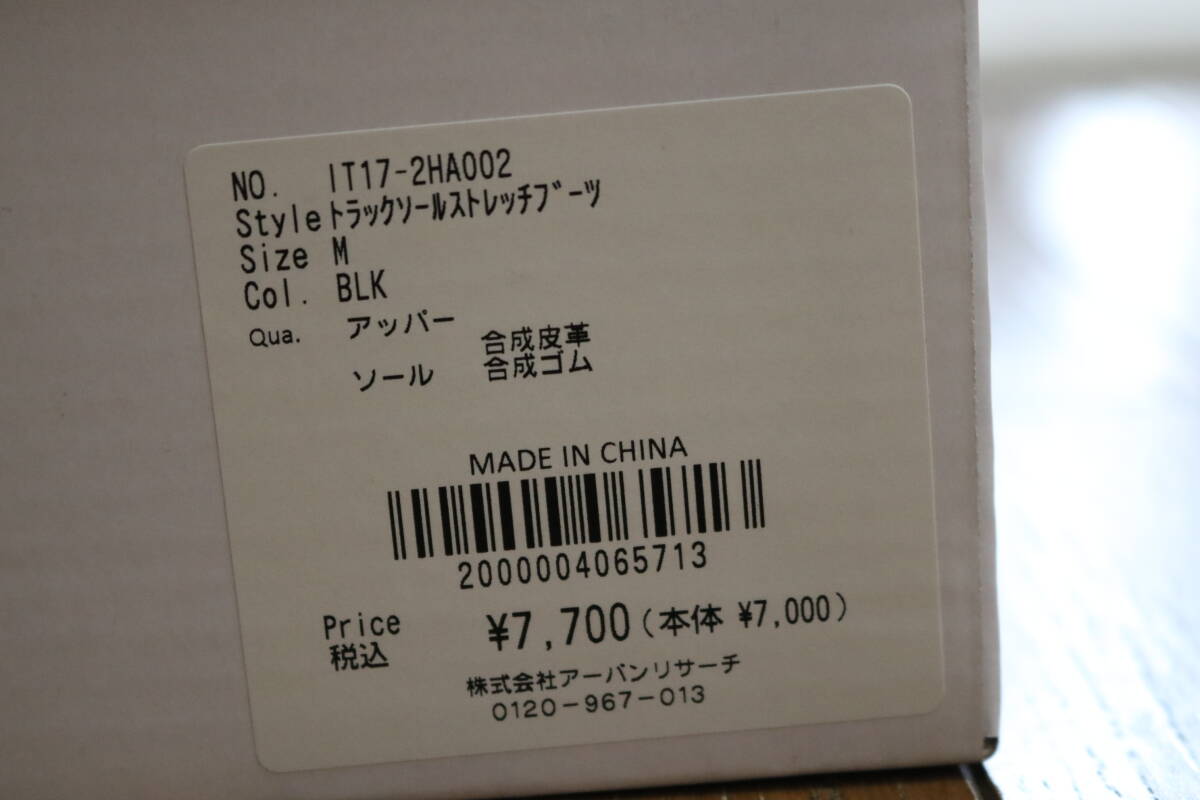 NO. IT17-2HA002
Style ﾄﾗｯｸｿｰﾙｽﾄﾚｯﾁﾌﾞｰﾂ
Size M
Col. BLK
Qua. アッパー
合成皮革
ソール 合成ゴム
MADE IN CHINA
2000004065713
Price ¥7,700(本体 ¥7,000)
税込
株式会社アーバンリサーチ
0120-967-013